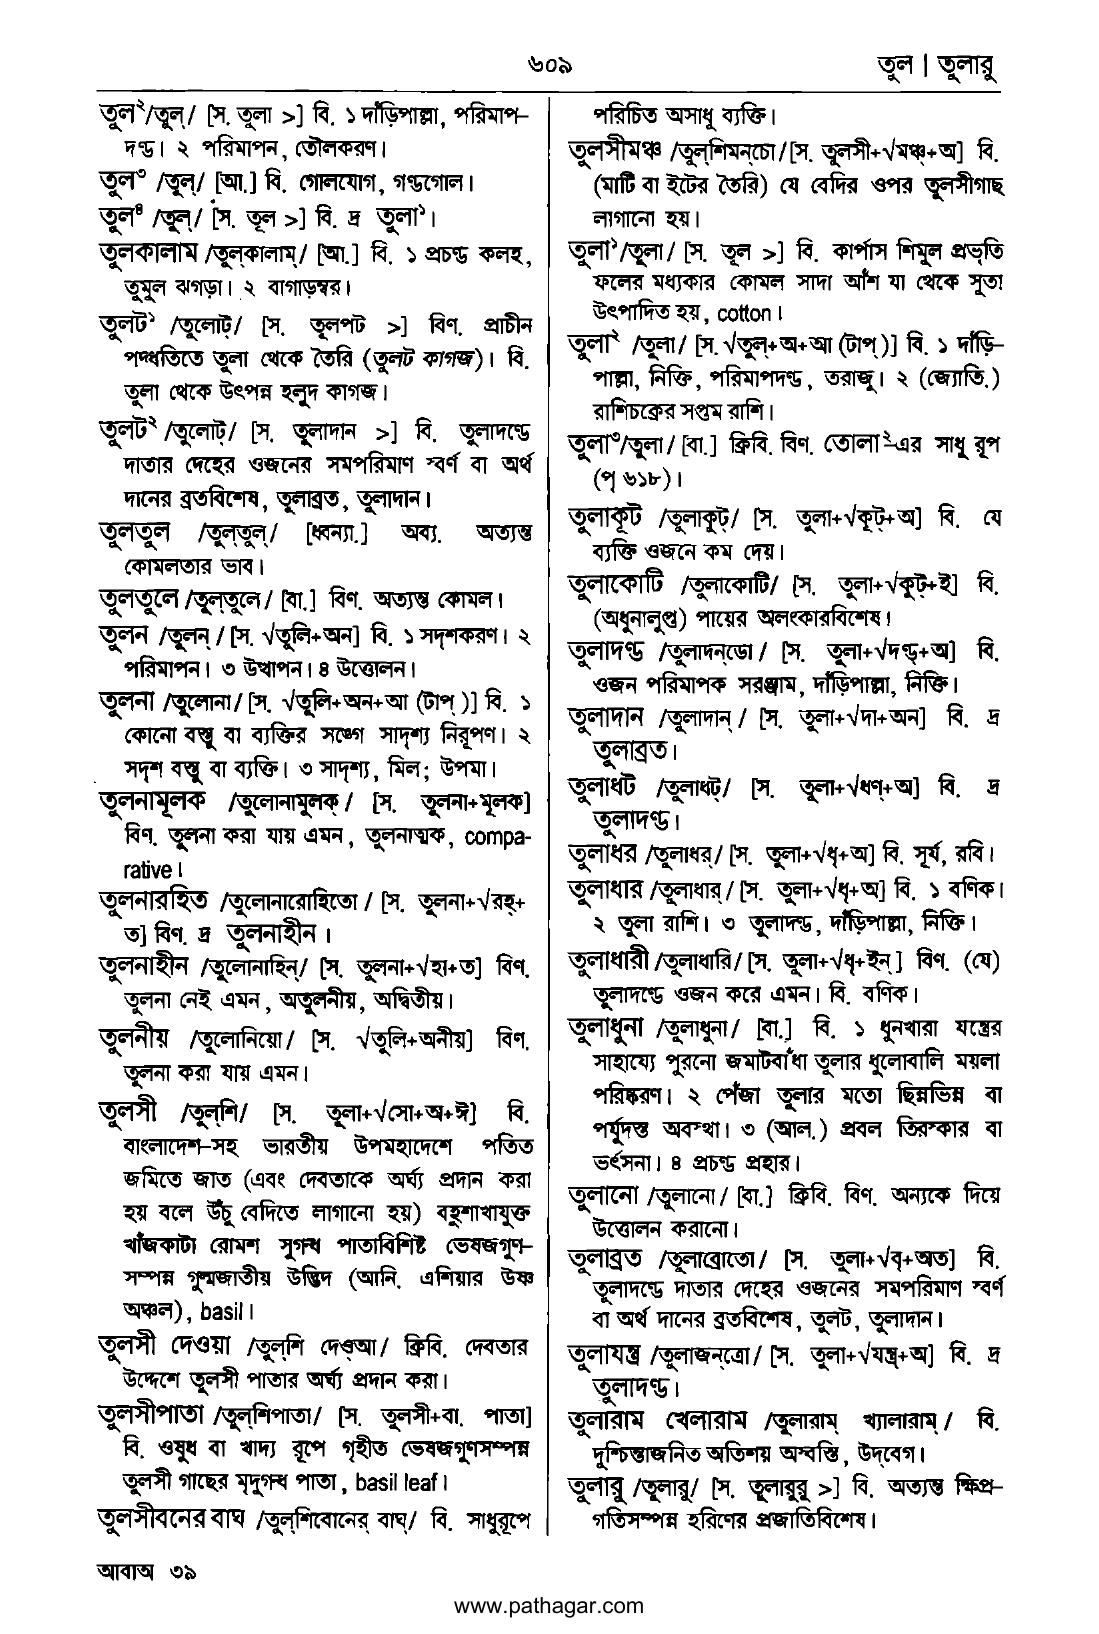 ৬০৯
তুল | তুলারু
তুল২/তুল্/ [স. তুলা >] বি. ১ দাঁড়িপাল্লা, পরিমাপ-
দণ্ড। ২ পরিমাপন, তৌলকরণ।
তুল৩ /তুল্/ [আ.] বি. গোলযোগ, গণ্ডগোল।
তুল৪ /তুল্/ [স. তূল >] বি. দ্র তুলা১।
তুলকালাম /তুল্‌কালাম্/ [আ.] বি. ১ প্রচণ্ড কলহ,
তুমুল ঝগড়া। ২ বাগাড়ম্বর।
তুলট১ /তুলোট্/ [স. তূলপট >] বিণ. প্রাচীন
পদ্ধতিতে তুলা থেকে তৈরি (তুলট কাগজ)। বি.
তুলা থেকে উৎপন্ন হলুদ কাগজ।
তুলট২ /তুলোট্/ [স. তুলাদান >] বি. তুলাদণ্ডে
দাতার দেহের ওজনের সমপরিমাণ স্বর্ণ বা অর্থ
দানের ব্রতবিশেষ, তুলাব্রত, তুলাদান।
তুলতুল /তুল্‌তুল্/ [ধ্বন্যা.] অব্য. অত্যন্ত
কোমলতার ভাব।
তুলতুলে /তুল্‌তুলে/ [বা.] বিণ. অত্যন্ত কোমল।
তুলন /তুলন্/ [স. √তুলি+অন] বি. ১ সদৃশকরণ। ২
পরিমাপন। ৩ উত্থাপন। ৪ উত্তোলন।
তুলনা /তুলোনা/ [স. √তুলি+অন+আ (টাপ্)] বি. ১
কোনো বস্তু বা ব্যক্তির সঙ্গে সাদৃশ্য নিরূপণ। ২
সদৃশ বস্তু বা ব্যক্তি। ৩ সাদৃশ্য, মিল; উপমা।
তুলনামূলক /তুলোনামুলক্/ [স. তুলনা+মূলক]
বিণ. তুলনা করা যায় এমন, তুলনাত্মক, compa-
rative।
তুলনারহিত /তুলোনারোহিতো/ [স. তুলনা+√রহ্+
ত] বিণ. দ্র তুলনাহীন।
তুলনাহীন /তুলোনাহিন্/ [স. তুলনা+√হা+ত] বিণ.
তুলনা নেই এমন, অতুলনীয়, অদ্বিতীয়।
তুলনীয় /তুলোনিয়ো/ [স. √তুলি+অনীয়] বিণ.
তুলনা করা যায় এমন।
তুলসী /তুল্‌শি/ [স. তুলা+√সো+অ+ঈ] বি.
বাংলাদেশ-সহ ভারতীয় উপমহাদেশে পতিত
জমিতে জাত (এবং দেবতাকে অর্ঘ্য প্রদান করা
হয় বলে উঁচু বেদিতে লাগানো হয়) বহুশাখাযুক্ত
খাঁজকাটা রোমশ সুগন্ধ পাতাবিশিষ্ট ভেষজগুণ-
সম্পন্ন গুল্মজাতীয় উদ্ভিদ (আনি. এশিয়ার উষ্ণ
অঞ্চল), basil।
তুলসী দেওয়া /তুল্‌শি দেওআ/ ক্রিবি. দেবতার
উদ্দেশে তুলসী পাতার অর্ঘ্য প্রদান করা।
তুলসীপাতা /তুল্‌শিপাতা/ [স. তুলসী+বা. পাতা]
বি. ওষুধ বা খাদ্য রূপে গৃহীত ভেষজগুণসম্পন্ন
তুলসী গাছের মৃদুগন্ধ পাতা, basil leaf।
তুলসীবনের বাঘ /তুল্‌শিবোনের্ বাঘ্/ বি. সাধুরূপে
আবাঅ ৩৯
পরিচিত অসাধু ব্যক্তি।
তুলসীমঞ্চ /তুল্‌শিমন্‌চো/ [স. তুলসী+√মঞ্চ্+অ] বি.
(মাটি বা ইটের তৈরি) যে বেদির ওপর তুলসীগাছ
লাগানো হয়।
তুলা১/তুলা/ [স. তূল >] বি. কার্পাস শিমুল প্রভৃতি
ফলের মধ্যকার কোমল সাদা আঁশ যা থেকে সুতা
উৎপাদিত হয়, cotton।
তুলা২ /তুলা/ [স. √তুল্+অ+আ (টাপ্)] বি. ১ দাঁড়ি-
পাল্লা, নিক্তি, পরিমাপদণ্ড, তরাজু। ২ (জ্যোতি.)
রাশিচক্রের সপ্তম রাশি।
তুলা৩/তুলা/ [বা.] ক্রিবি. বিণ. তোলা২-এর সাধু রূপ
(পৃ ৬১৮)।
তুলাকূট /তুলাকুট্/ [স. তুলা+√কূট্+অ] বি. যে
ব্যক্তি ওজনে কম দেয়।
তুলাকোটি /তুলাকোটি/ [স. তুলা+√কুট্+ই] বি.
(অধুনালুপ্ত) পায়ের অলংকারবিশেষ।
তুলাদণ্ড /তুলাদন্‌ডো/ [স. তুলা+√দণ্ড্+অ] বি.
ওজন পরিমাপক সরঞ্জাম, দাঁড়িপাল্লা, নিক্তি।
তুলাদান /তুলাদান্/ [স. তুলা+√দা+অন] বি. দ্র
তুলাব্রত।
তুলাধট /তুলাধট্/ [স. তুলা+√ধণ্+অ] বি. দ্র
তুলাদণ্ড।
তুলাধর /তুলাধর্/ [স. তুলা+√ধৃ+অ] বি. সূর্য, রবি।
তুলাধার /তুলাধার্/ [স. তুলা+√ধৃ+অ] বি. ১ বণিক।
২ তুলা রাশি। ৩ তুলাদণ্ড, দাঁড়িপাল্লা, নিক্তি।
তুলাধারী /তুলাধারি/ [স. তুলা+√ধৃ+ইন্] বিণ. (যে)
তুলাদণ্ডে ওজন করে এমন। বি. বণিক।
তুলাধুনা /তুলাধুনা/ [বা.] বি. ১ ধুনখারা যন্ত্রের
সাহায্যে পুরনো জমাটবাঁধা তুলার ধুলোবালি ময়লা
পরিষ্করণ। ২ পেঁজা তুলার মতো ছিন্নভিন্ন বা
পর্যুদস্ত অবস্থা। ৩ (আল.) প্রবল তিরস্কার বা
ভর্ৎসনা। ৪ প্রচণ্ড প্রহার।
তুলানো /তুলানো/ [বা.] ক্রিবি. বিণ. অন্যকে দিয়ে
উত্তোলন করানো।
তুলাব্রত /তুলাব্রোতো/ [স. তুলা+√বৃ+অত] বি.
তুলাদণ্ডে দাতার দেহের ওজনের সমপরিমাণ স্বর্ণ
বা অর্থ দানের ব্রতবিশেষ, তুলট, তুলাদান।
তুলাযন্ত্র /তুলাজন্‌ত্রো/ [স. তুলা+√যন্ত্র্+অ] বি. দ্র
তুলাদণ্ড।
তুলারাম খেলারাম /তুলারাম্ খ্যালারাম্/ বি.
দুশ্চিন্তাজনিত অতিশয় অস্বস্তি, উদ্‌বেগ।
তুলারু /তুলারু/ [স. তুলারুরু >] বি. অত্যন্ত ক্ষিপ্র-
গতিসম্পন্ন হরিণের প্রজাতিবিশেষ।
www.pathagar.com